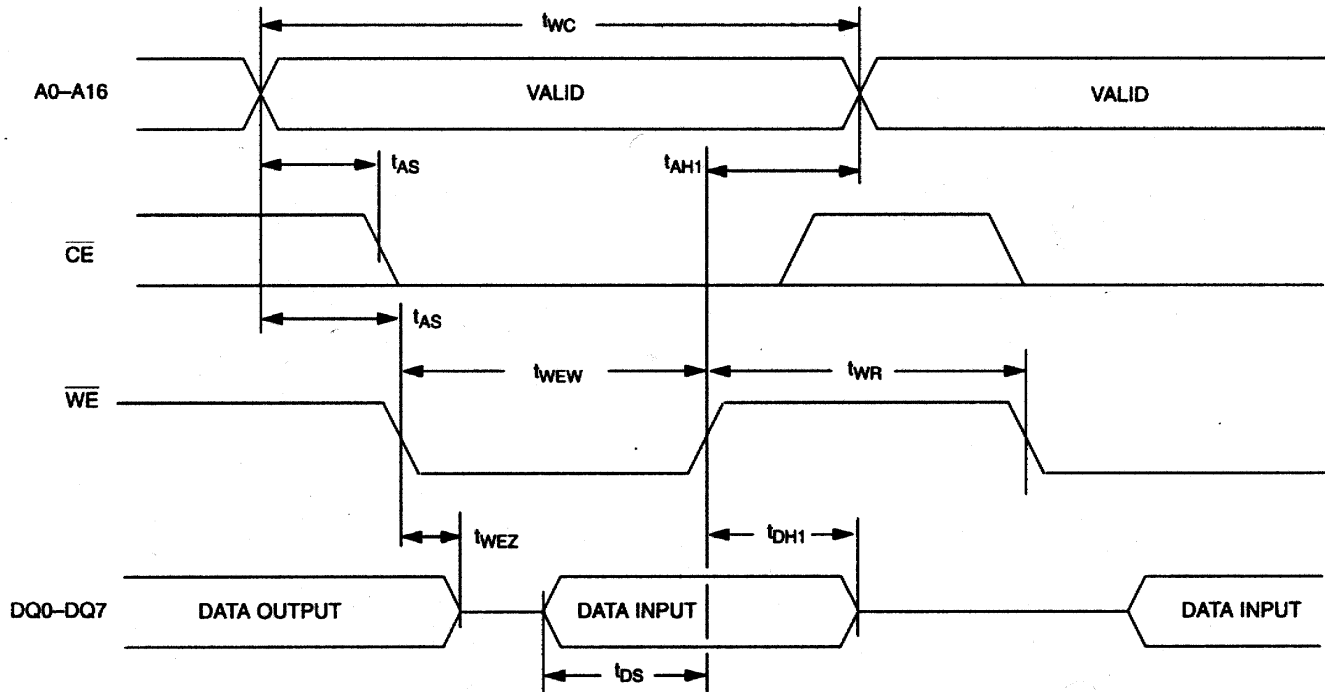 tWC
A0–A16 VALID VALID
tAS tAH1
CE
tAS
tWEW tWR
WE
tWEZ tDH1
DQ0–DQ7 DATA OUTPUT DATA INPUT DATA INPUT
tDS